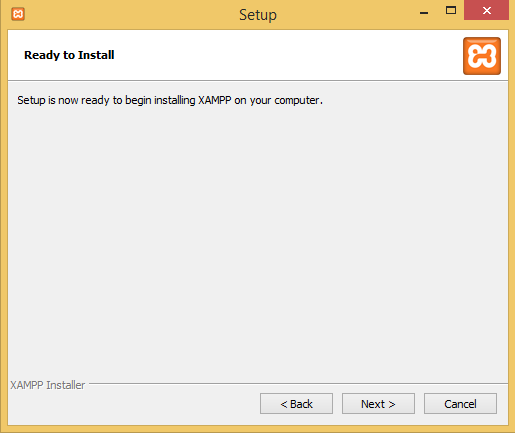 Setup
Ready to Install
Setup is now ready to begin installing XAMPP on your computer.
XAMPP Installer
< Back
Next >
Cancel